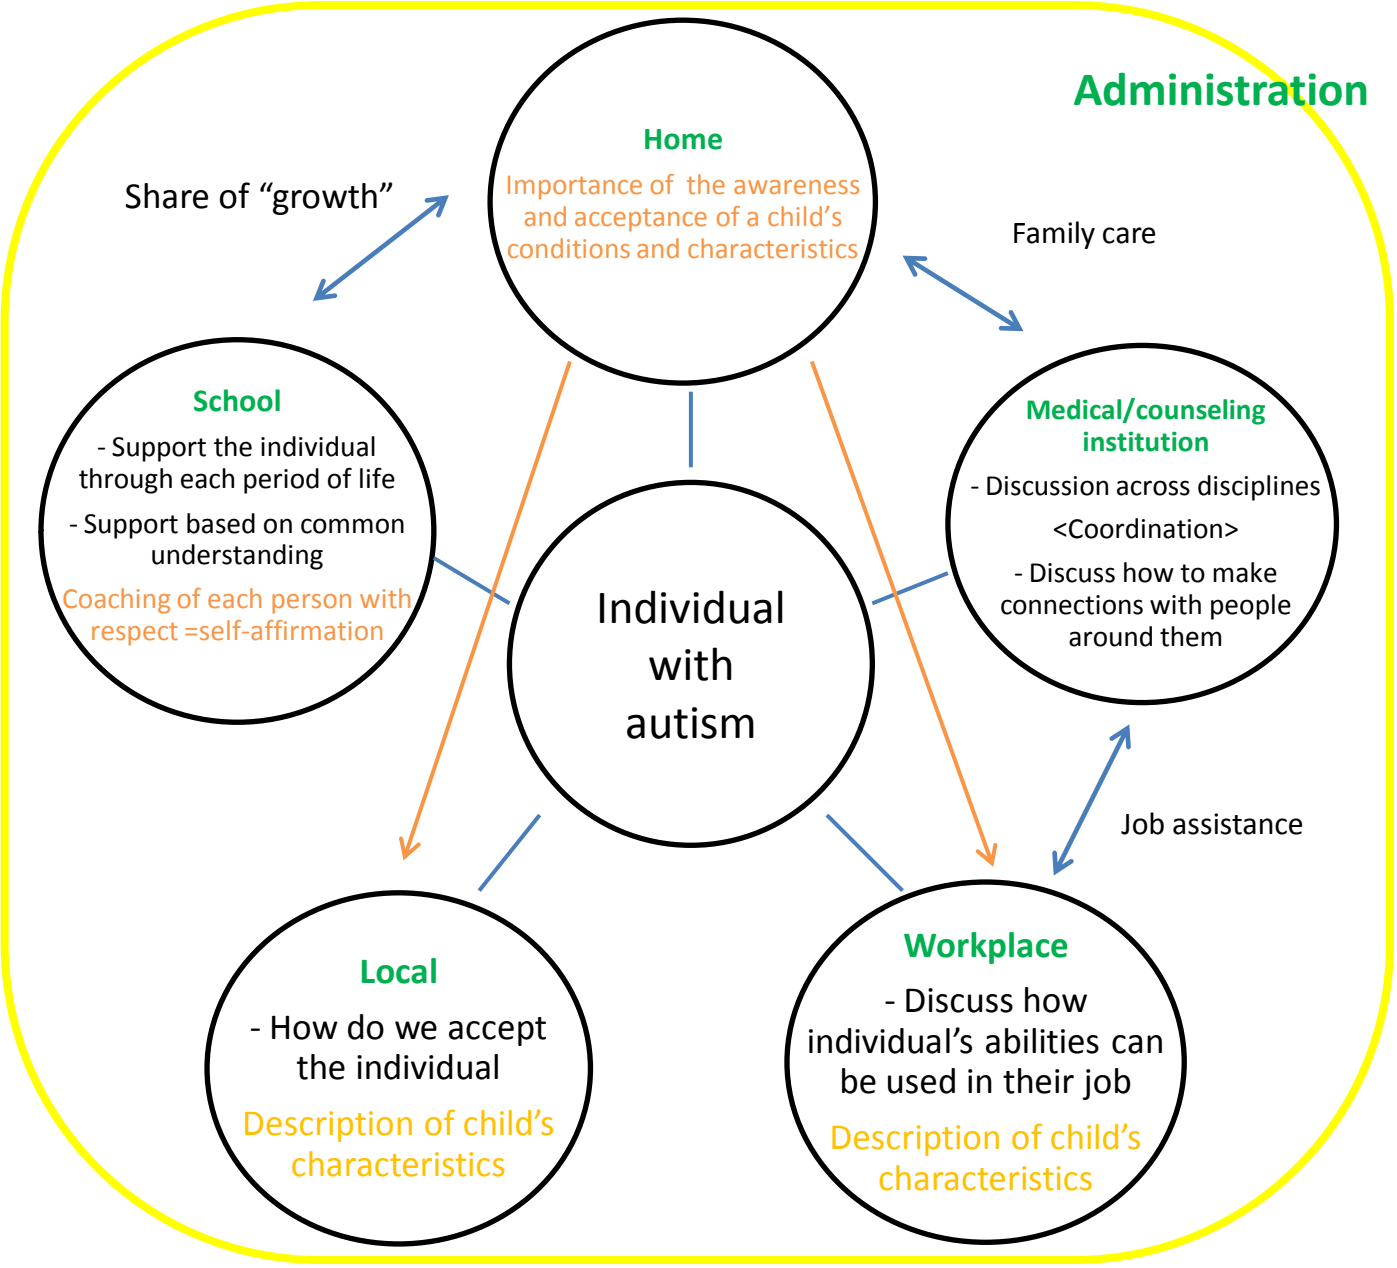 Administration
Home
Importance of the awareness
and acceptance of a child's
conditions and characteristics
Share of “growth”
Family care
School
- Support the individual
through each period of life
- Support based on common
understanding
Coaching of each person with
respect =self-affirmation
Medical/counseling
institution
- Discussion across disciplines
<Coordination>
- Discuss how to make
connections with people
around them
Individual
with
autism
Job assistance
Local
- How do we accept
the individual
Description of child’s
characteristics
Workplace
- Discuss how
individual’s abilities can
be used in their job
Description of child’s
characteristics